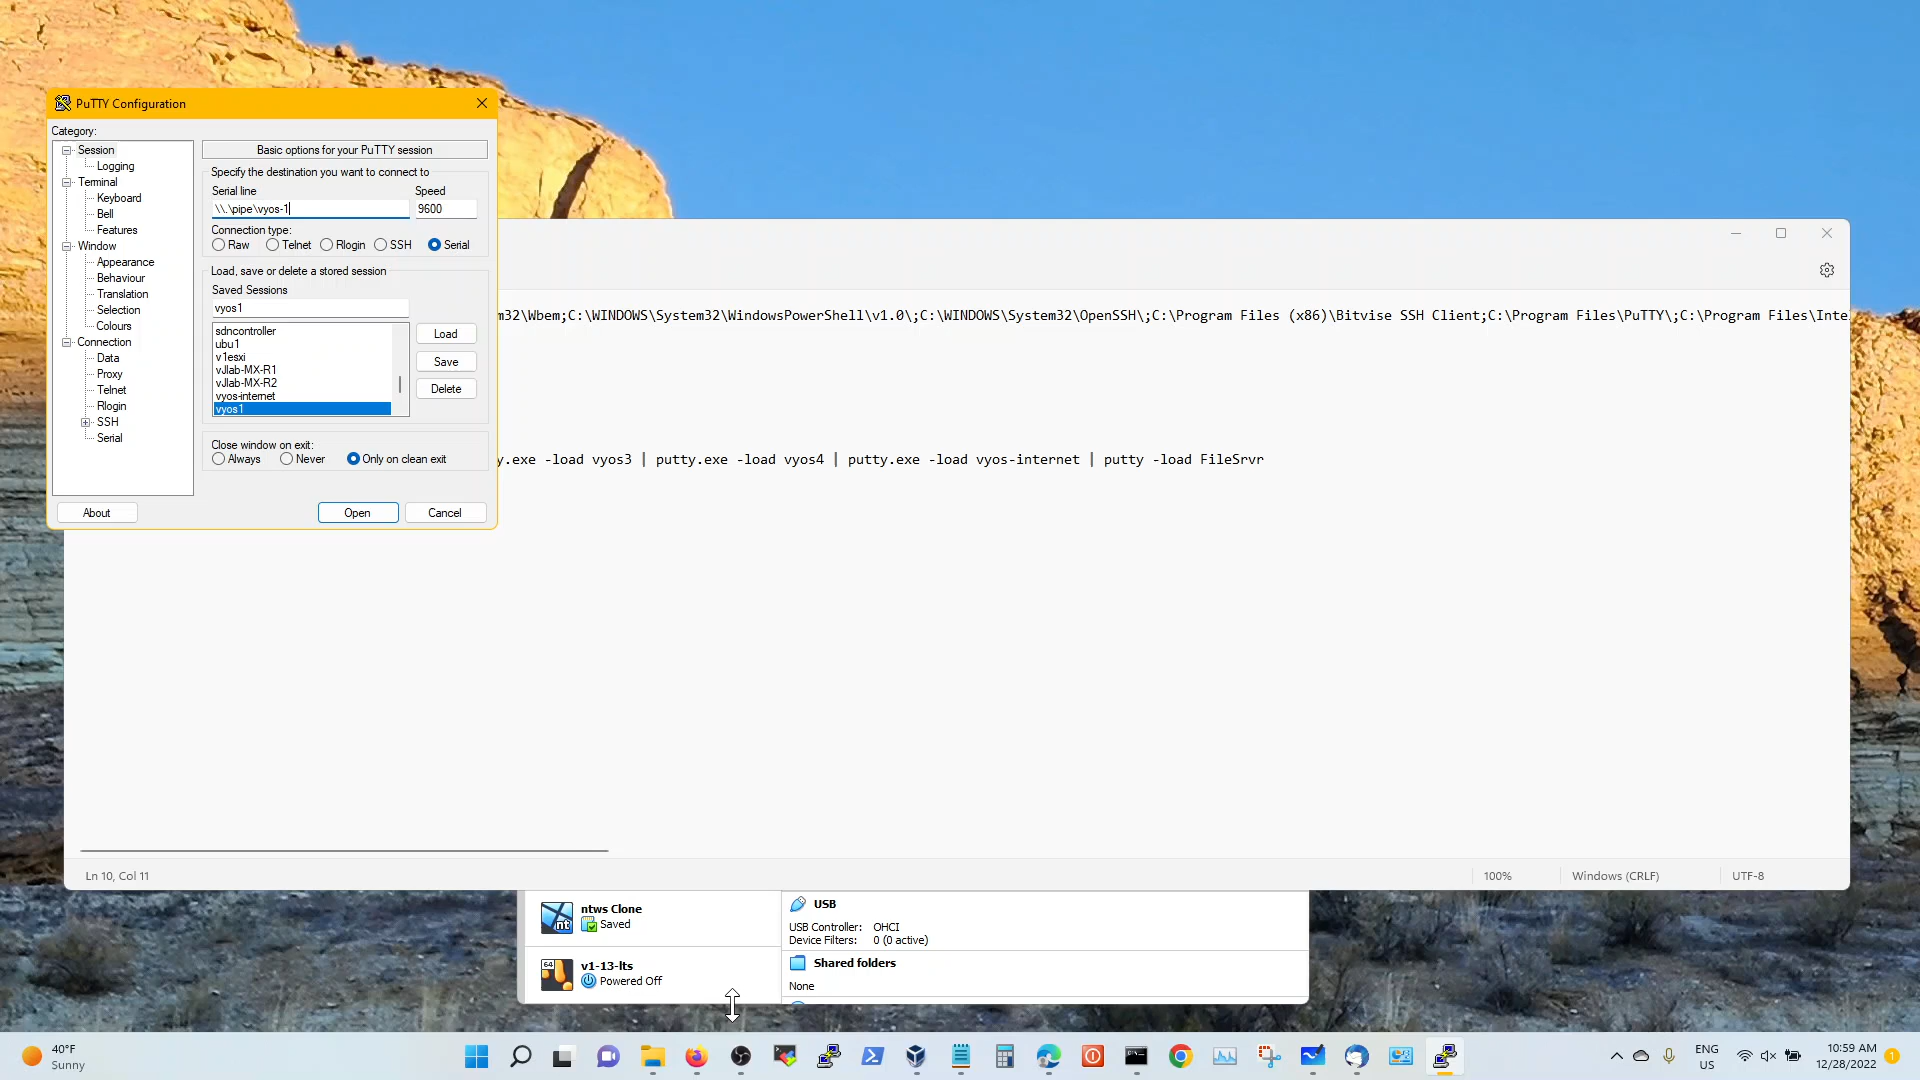 PuTTY Configuration
Category:
Session
Logging
Terminal
Keyboard
Bell
Features
Window
Appearance
Behaviour
Translation
Selection
Colours
Connection
Data
Proxy
Telnet
Rlogin
SSH
Serial
Basic options for your PuTTY session
Specify the destination you want to connect to
Serial line Speed
\\.\pipe\vyos-1 9600
Connection type:
Raw Telnet Rlogin SSH Serial
Load, save or delete a stored session
Saved Sessions
vyos1
sdncontroller
ubu1
v1esxi
vJlab-MX-R1
vJlab-MX-R2
vyos-internet
vyos1
Load
Save
Delete
Close window on exit:
Always Never Only on clean exit
About Open Cancel
m32\Wbem;C:\WINDOWS\System32\WindowsPowerShell\v1.0\;C:\WINDOWS\System32\OpenSSH\;C:\Program Files (x86)\Bitvise SSH Client;C:\Program Files\PuTTY\;C:\Program Files\Inte
y.exe -load vyos3 | putty.exe -load vyos4 | putty.exe -load vyos-internet | putty -load FileSrvr
Ln 10, Col 11 100% Windows (CRLF) UTF-8
nt
ntws Clone
Saved
64
v1-13-lts
Powered Off
USB
USB Controller: OHCI
Device Filters: 0 (0 active)
Shared folders
None
40°F
Sunny
ENG
US
10:59 AM
12/28/2022
1